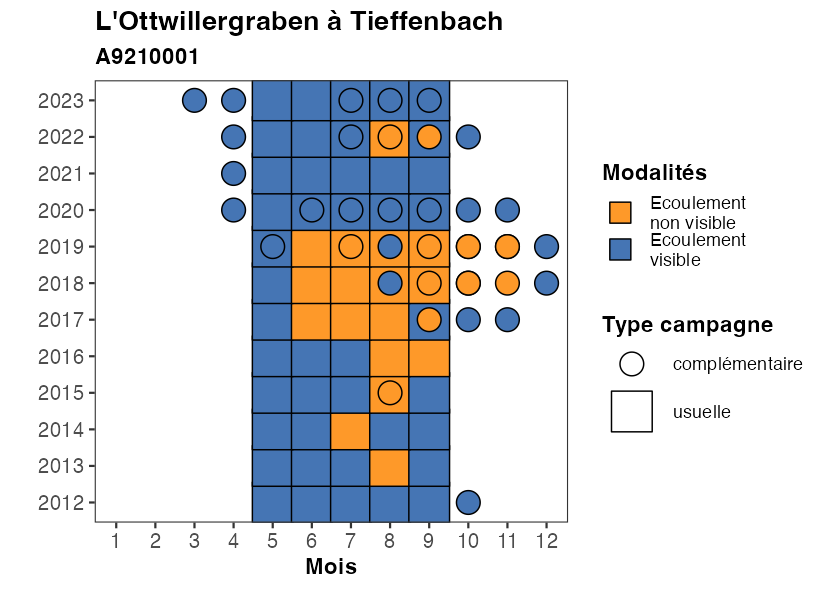 L'Ottwillergraben à Tieffenbach
A9210001
2023
2022
2021
2020
2019
2018
2017
2016
2015
2014
2013
2012
1 2 3 4 5 6 7 8 9 10 11 12
Mois
Modalités
Ecoulement
non visible
Ecoulement
visible
Type campagne
complémentaire
usuelle